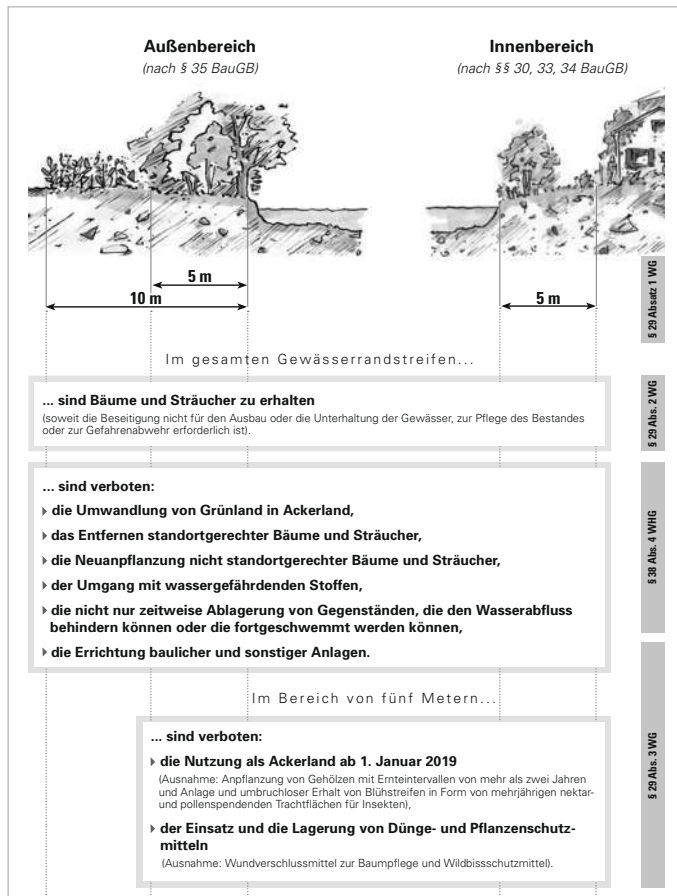 Außenbereich
(nach § 35 BauGB)
Innenbereich
(nach §§ 30, 33, 34 BauGB)
5 m
10 m
5 m
§ 29 Absatz 1 WG
Im gesamten Gewässerrandstreifen...
... sind Bäume und Sträucher zu erhalten
(soweit die Beseitigung nicht für den Ausbau oder die Unterhaltung der Gewässer, zur Pflege des Bestandes
oder zur Gefahrenabwehr erforderlich ist).
§ 29 Abs. 2 WG
... sind verboten:
die Umwandlung von Grünland in Ackerland,
das Entfernen standortgerechter Bäume und Sträucher,
die Neuanpflanzung nicht standortgerechter Bäume und Sträucher,
der Umgang mit wassergefährdenden Stoffen,
die nicht nur zeitweise Ablagerung von Gegenständen, die den Wasserabfluss
behindern können oder die fortgeschwemmt werden können,
die Errichtung baulicher und sonstiger Anlagen.
§ 38 Abs. 4 WHG
Im Bereich von fünf Metern...
... sind verboten:
die Nutzung als Ackerland ab 1. Januar 2019
(Ausnahme: Anpflanzung von Gehölzen mit Ernteintervallen von mehr als zwei Jahren
und Anlage und umbruchloser Erhalt von Blühstreifen in Form von mehrjährigen nektar-
und pollenspendenden Trachtflächen für Insekten),
der Einsatz und die Lagerung von Dünge- und Pflanzenschutz-
mitteln
(Ausnahme: Wundverschlussmittel zur Baumpflege und Wildbissschutzmittel).
§ 29 Abs. 3 WG